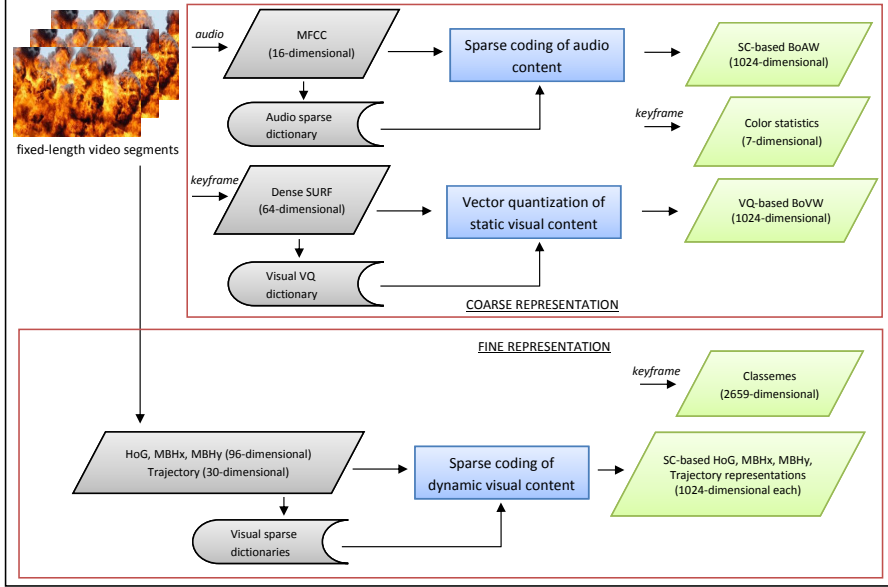 audio
MFCC
(16-dimensional)
Sparse coding of audio
content
SC-based BoAW
(1024-dimensional)
Audio sparse
dictionary
keyframe
Color statistics
(7-dimensional)
fixed-length video segments
keyframe
Dense SURF
(64-dimensional)
Vector quantization of
static visual content
VQ-based BoVW
(1024-dimensional)
Visual VQ
dictionary
COARSE REPRESENTATION
FINE REPRESENTATION
keyframe
Classemes
(2659-dimensional)
HoG, MBHx, MBHy (96-dimensional)
Trajectory (30-dimensional)
Sparse coding of
dynamic visual content
SC-based HoG, MBHx, MBHy,
Trajectory representations
(1024-dimensional each)
Visual sparse
dictionaries